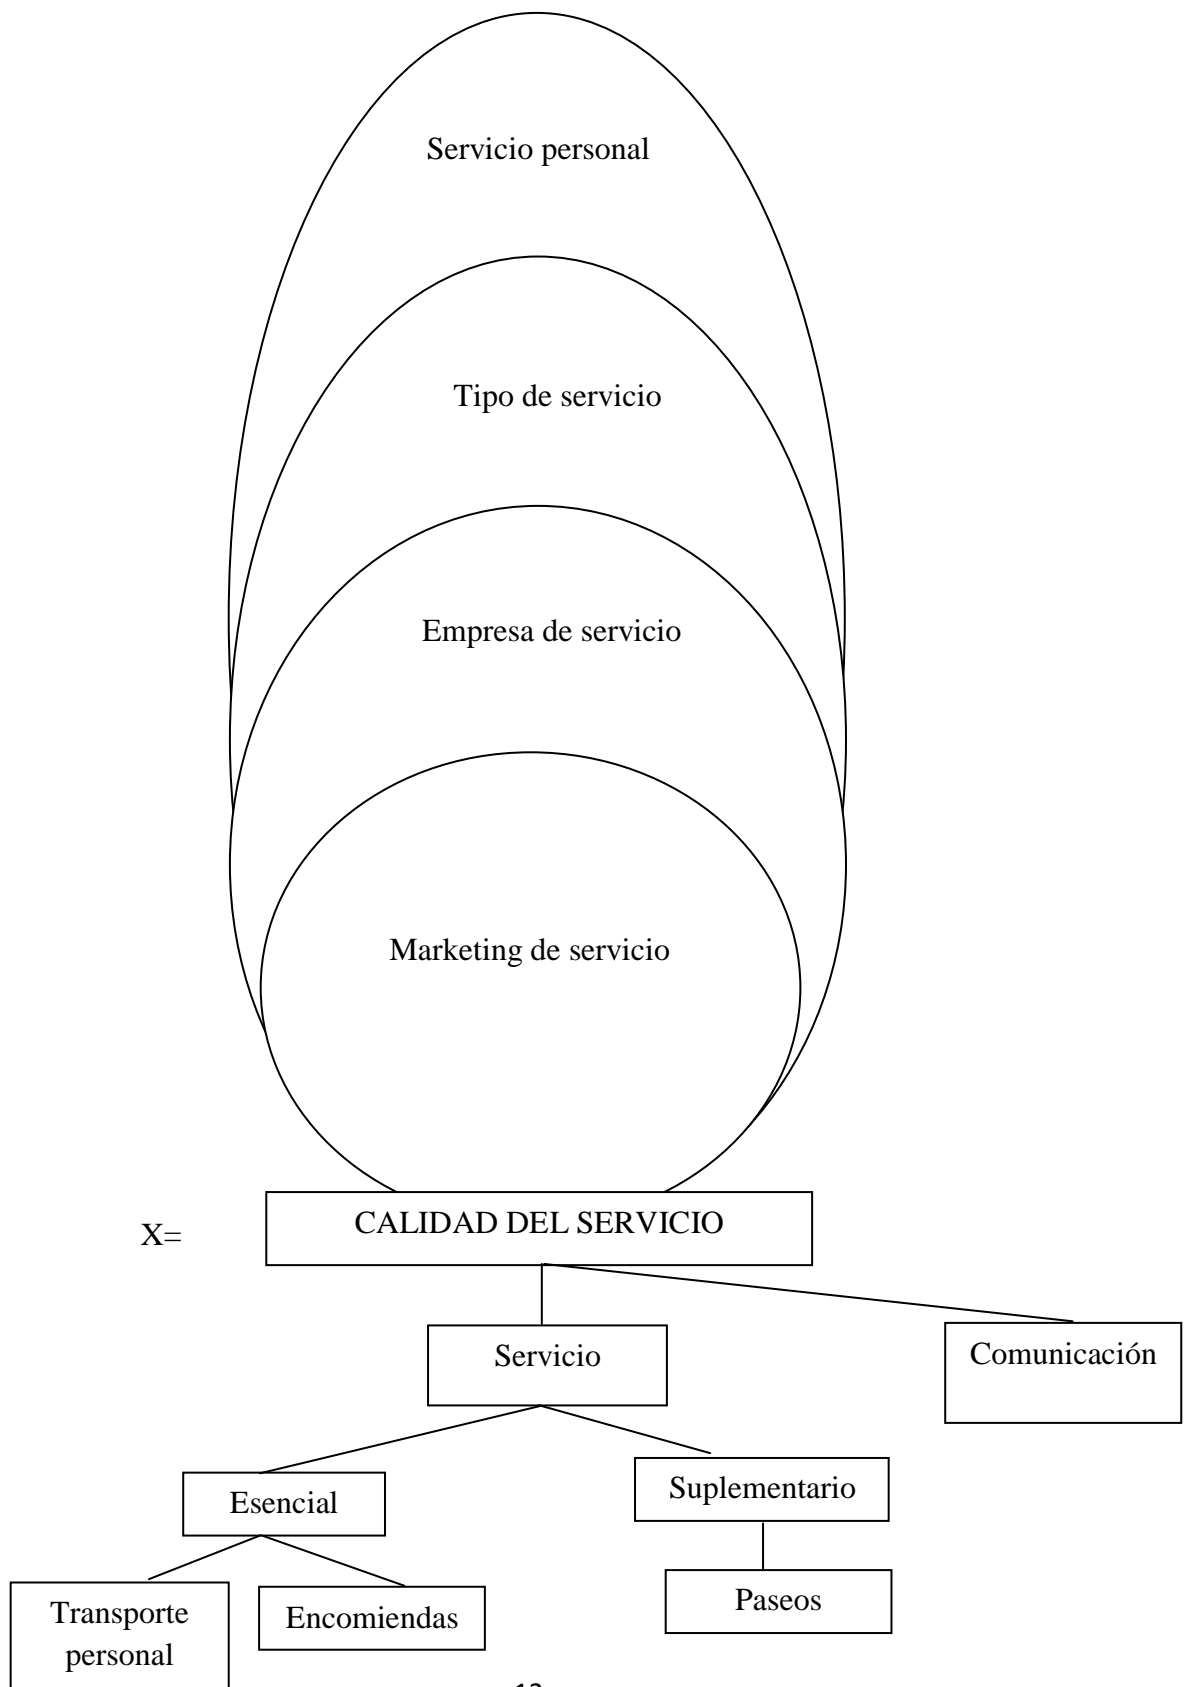 Servicio personal
Tipo de servicio
Empresa de servicio
Marketing de servicio
X=
CALIDAD DEL SERVICIO
Servicio
Comunicación
Esencial
Suplementario
Transporte
personal
Encomiendas
Paseos